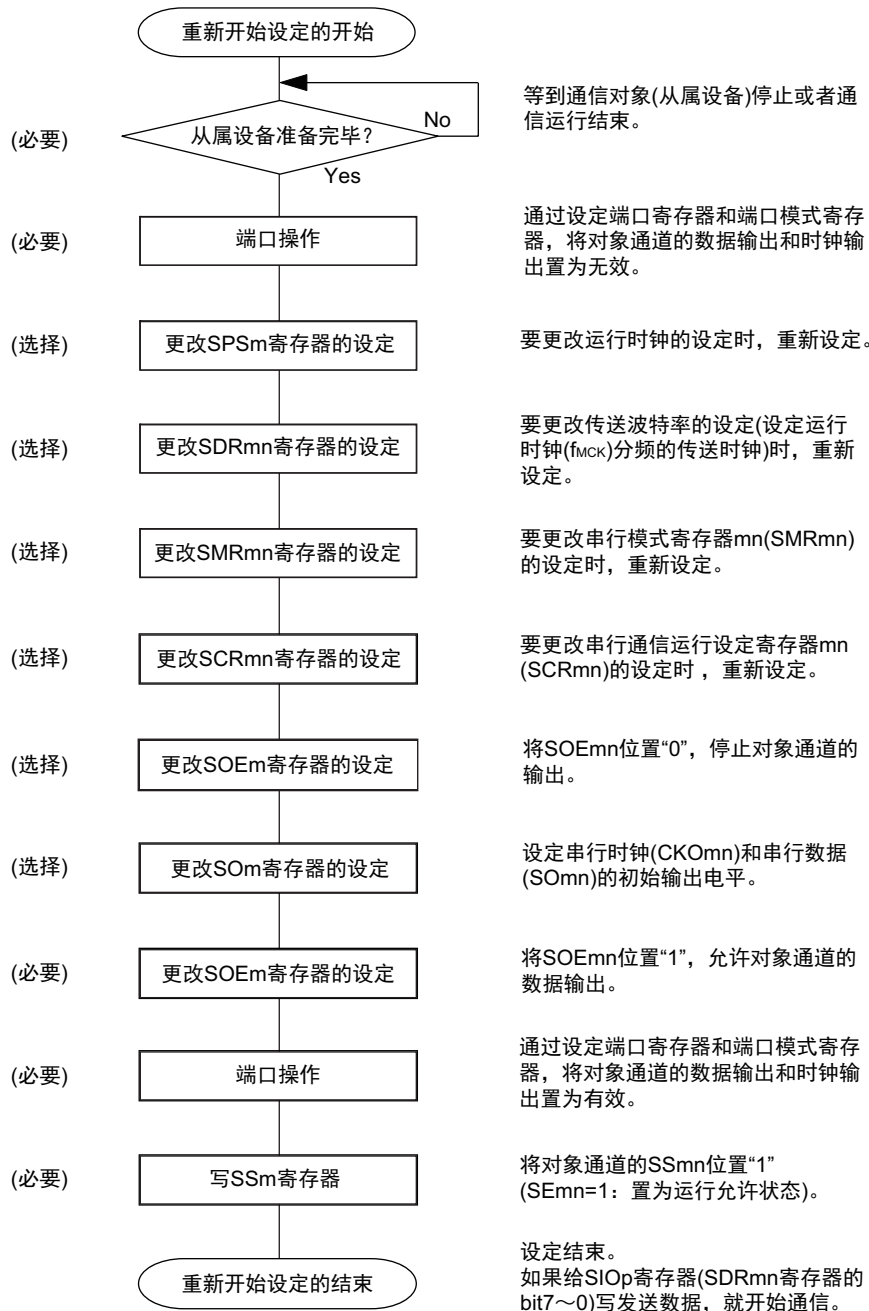 重新开始设定的开始
等到通信对象(从属设备)停止或者通
信运行结束。
(必要)
从属设备准备完毕？
No
Yes
(必要)
端口操作
通过设定端口寄存器和端口模式寄存
器，将对象通道的数据输出和时钟输
出置为无效。
(选择)
更改SPSm寄存器的设定
要更改运行时钟的设定时，重新设定。
(选择)
更改SDRmn寄存器的设定
要更改传送波特率的设定(设定运行
时钟(fMCK)分频的传送时钟)时，重新
设定。
(选择)
更改SMRmn寄存器的设定
要更改串行模式寄存器mn(SMRmn)
的设定时，重新设定。
(选择)
更改SCRmn寄存器的设定
要更改串行通信运行设定寄存器mn
(SCRmn)的设定时 ，重新设定。
(选择)
更改SOEm寄存器的设定
将SOEmn位置“0”，停止对象通道的
输出。
(选择)
更改SOm寄存器的设定
设定串行时钟(CKOmn)和串行数据
(SOmn)的初始输出电平。
(必要)
更改SOEm寄存器的设定
将SOEmn位置“1”，允许对象通道的
数据输出。
(必要)
端口操作
通过设定端口寄存器和端口模式寄存
器，将对象通道的数据输出和时钟输
出置为有效。
(必要)
写SSm寄存器
将对象通道的SSmn位置“1”
(SEmn=1：置为运行允许状态)。
重新开始设定的结束
设定结束。
如果给SIOp寄存器(SDRmn寄存器的
bit7～0)写发送数据，就开始通信。